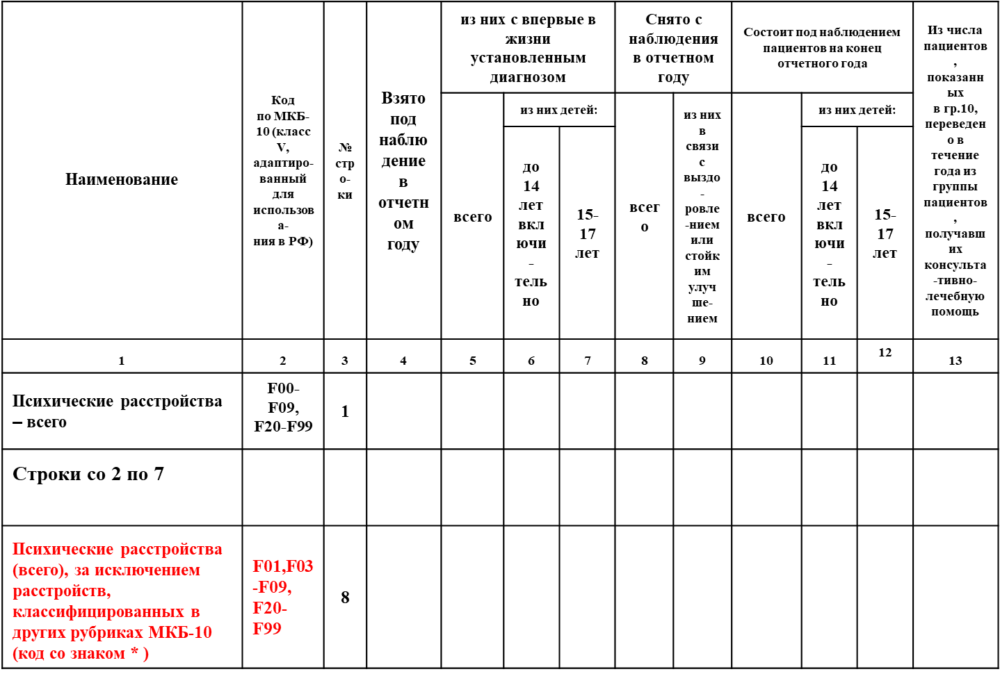 Наименование
Код
по МКБ-
10 (класс
V,
адаптиро-
ванный
для
использов
а-
ния в РФ)
№
стр
о-
ки
Взято
под
наблю
дение
в
отчетн
ом
году
из них с впервые в
жизни
установленным
диагнозом
всего
из них детей:
до
14
лет
вкл
ючи
-
тель
но
15-
17
лет
Снято с
наблюдения
в отчетном
году
всег
о
из них
в
связи
с
выздо
-
ровле
-нием
или
стойк
им
улуч
ше-
нием
Состоит под наблюдением
пациентов на конец
отчетного года
всего
из них детей:
до
14
лет
вкл
ючи
-
тель
но
15-
17
лет
Из числа
пациентов
,
показанн
ых
в гр.10,
переведен
о в
течение
года из
группы
пациентов
,
получавш
их
консульта
-тивно-
лечебную
помощь
1 2 3 4 5 6 7 8 9 10 11 12 13
Психические расстройства
– всего
F00-
F09,
F20-F99
1
Строки со 2 по 7
Психические расстройства
(всего), за исключением
расстройств,
классифицированных в
других рубриках МКБ-10
(код со знаком * )
F01,F03
-F09,
F20-
F99
8